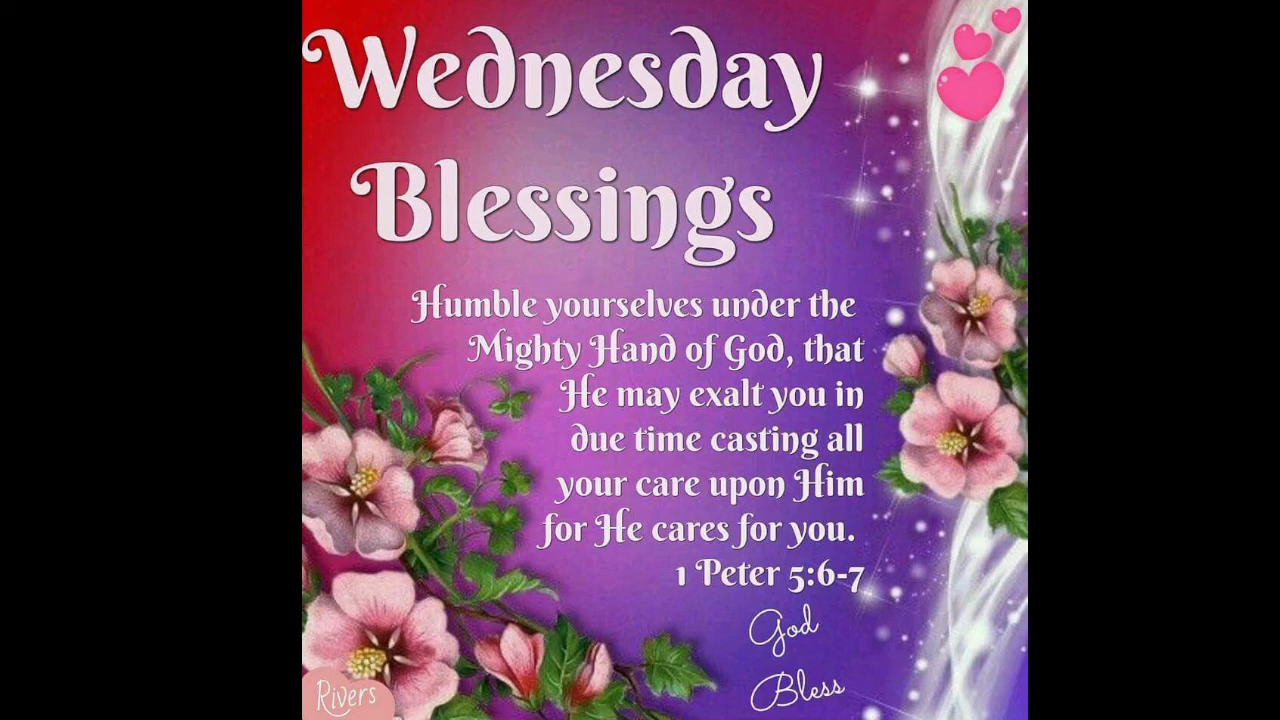 Wednesday
Blessings
Humble yourselves under the
Mighty Hand of God, that
He may exalt you in
due time casting all
your care upon Him
for He cares for you.
1 Peter 5:6-7
God
Bless
Rivers